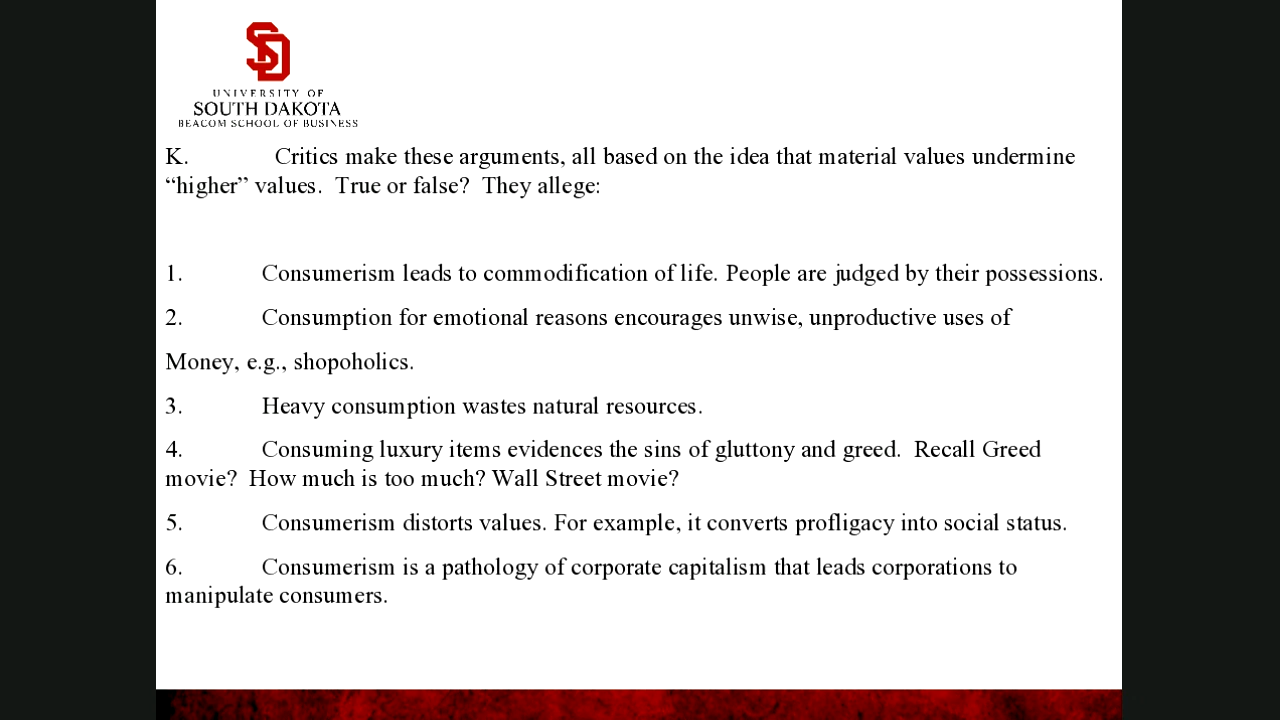 SD
UNIVERSITY OF
SOUTH DAKOTA
BEACOM SCHOOL OF BUSINESS
K. Critics make these arguments, all based on the idea that material values undermine
“higher” values. True or false? They allege:
1. Consumerism leads to commodification of life. People are judged by their possessions.
2. Consumption for emotional reasons encourages unwise, unproductive uses of
Money, e.g., shopoholics.
3. Heavy consumption wastes natural resources.
4. Consuming luxury items evidences the sins of gluttony and greed. Recall Greed
movie? How much is too much? Wall Street movie?
5. Consumerism distorts values. For example, it converts profligacy into social status.
6. Consumerism is a pathology of corporate capitalism that leads corporations to
manipulate consumers.